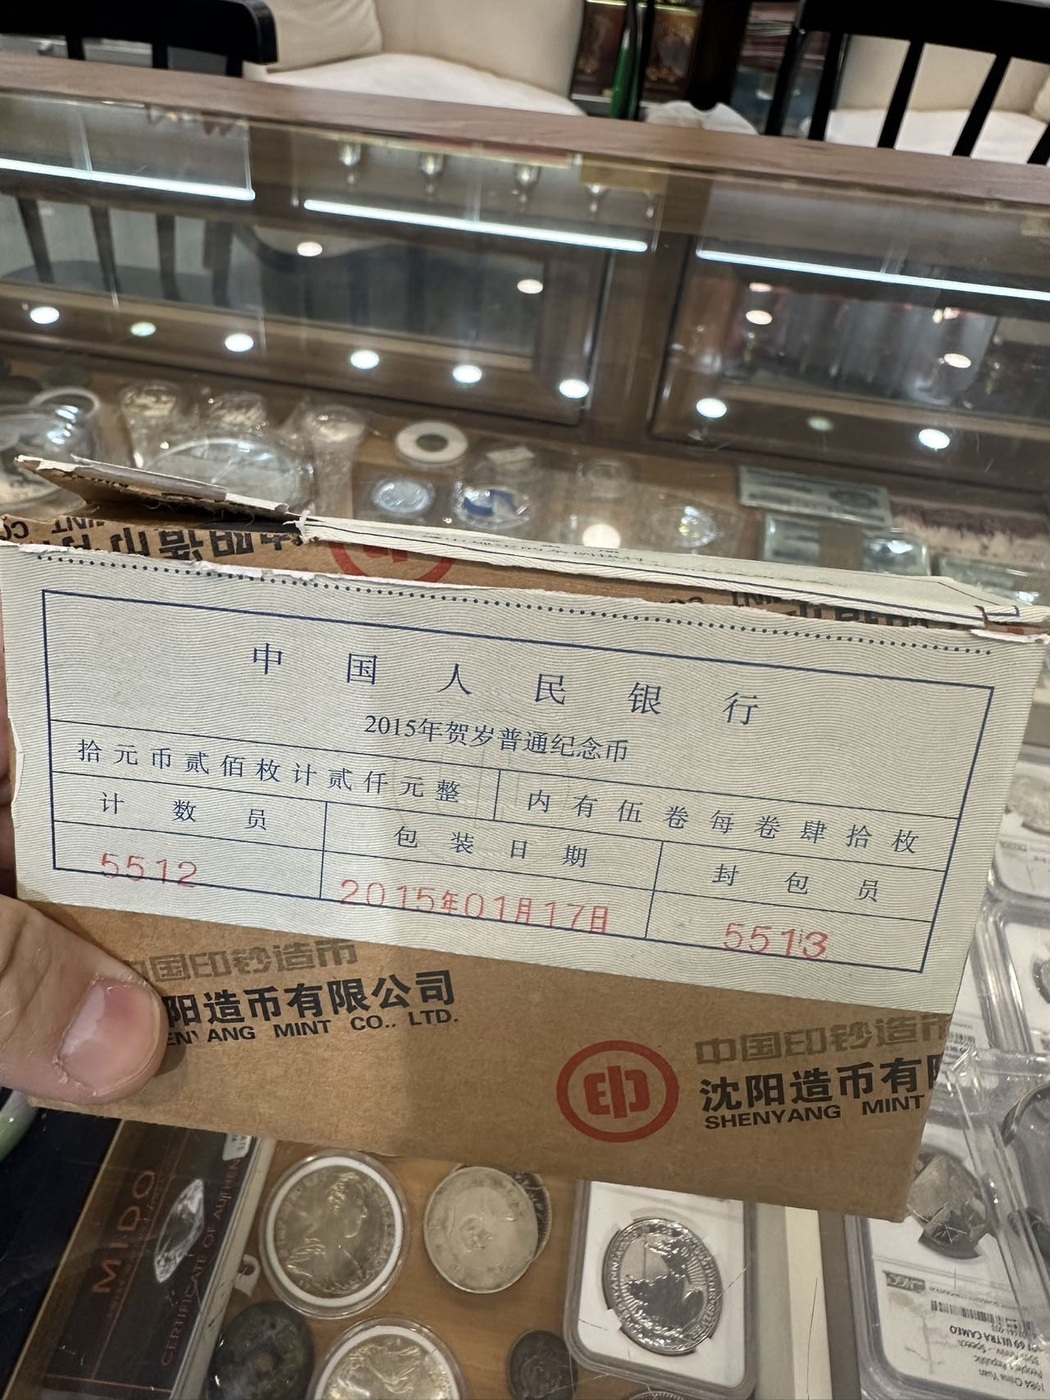 中国人民银行
2015年贺岁普通纪念币
拾元币贰佰枚计贰仟元整
内有伍卷每卷肆拾枚
计数员
包装日期
封包员
5512
2015年01月17日
5513
国印钞造币
阳造币有限公司
ANG MINT CO., LTD.
中国印钞造币
沈阳造币有
SHENYANG MINT
MIDO
CERTIFICATE OF
ULTRA CAMEO